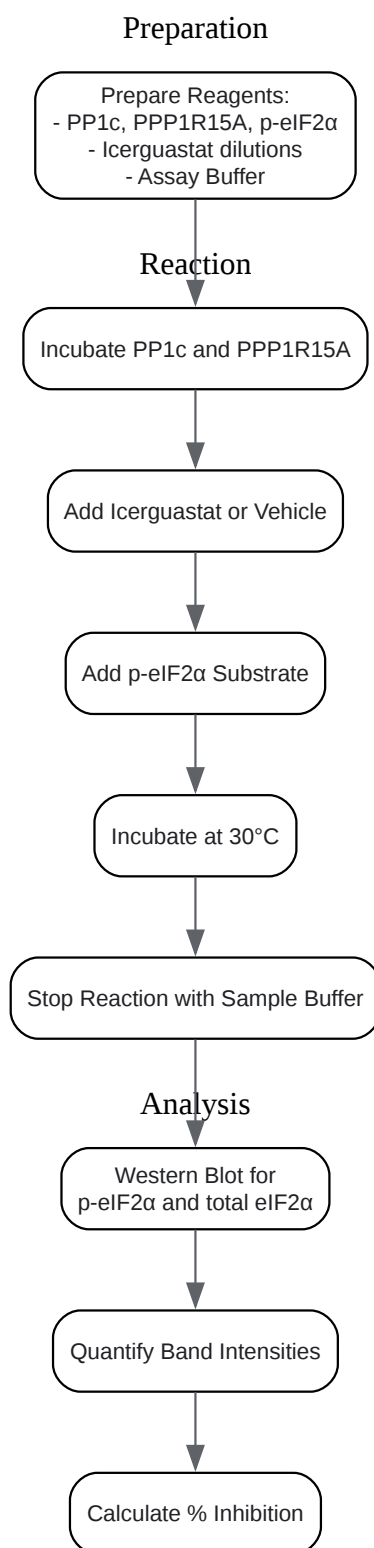 Preparation
Prepare Reagents:
- PP1c, PPP1R15A, p-eIF2α
- Icerguastat dilutions
- Assay Buffer
Reaction
Incubate PP1c and PPP1R15A
Add Icerguastat or Vehicle
Add p-eIF2α Substrate
Incubate at 30°C
Stop Reaction with Sample Buffer
Analysis
Western Blot for
p-eIF2α and total eIF2α
Quantify Band Intensities
Calculate % Inhibition